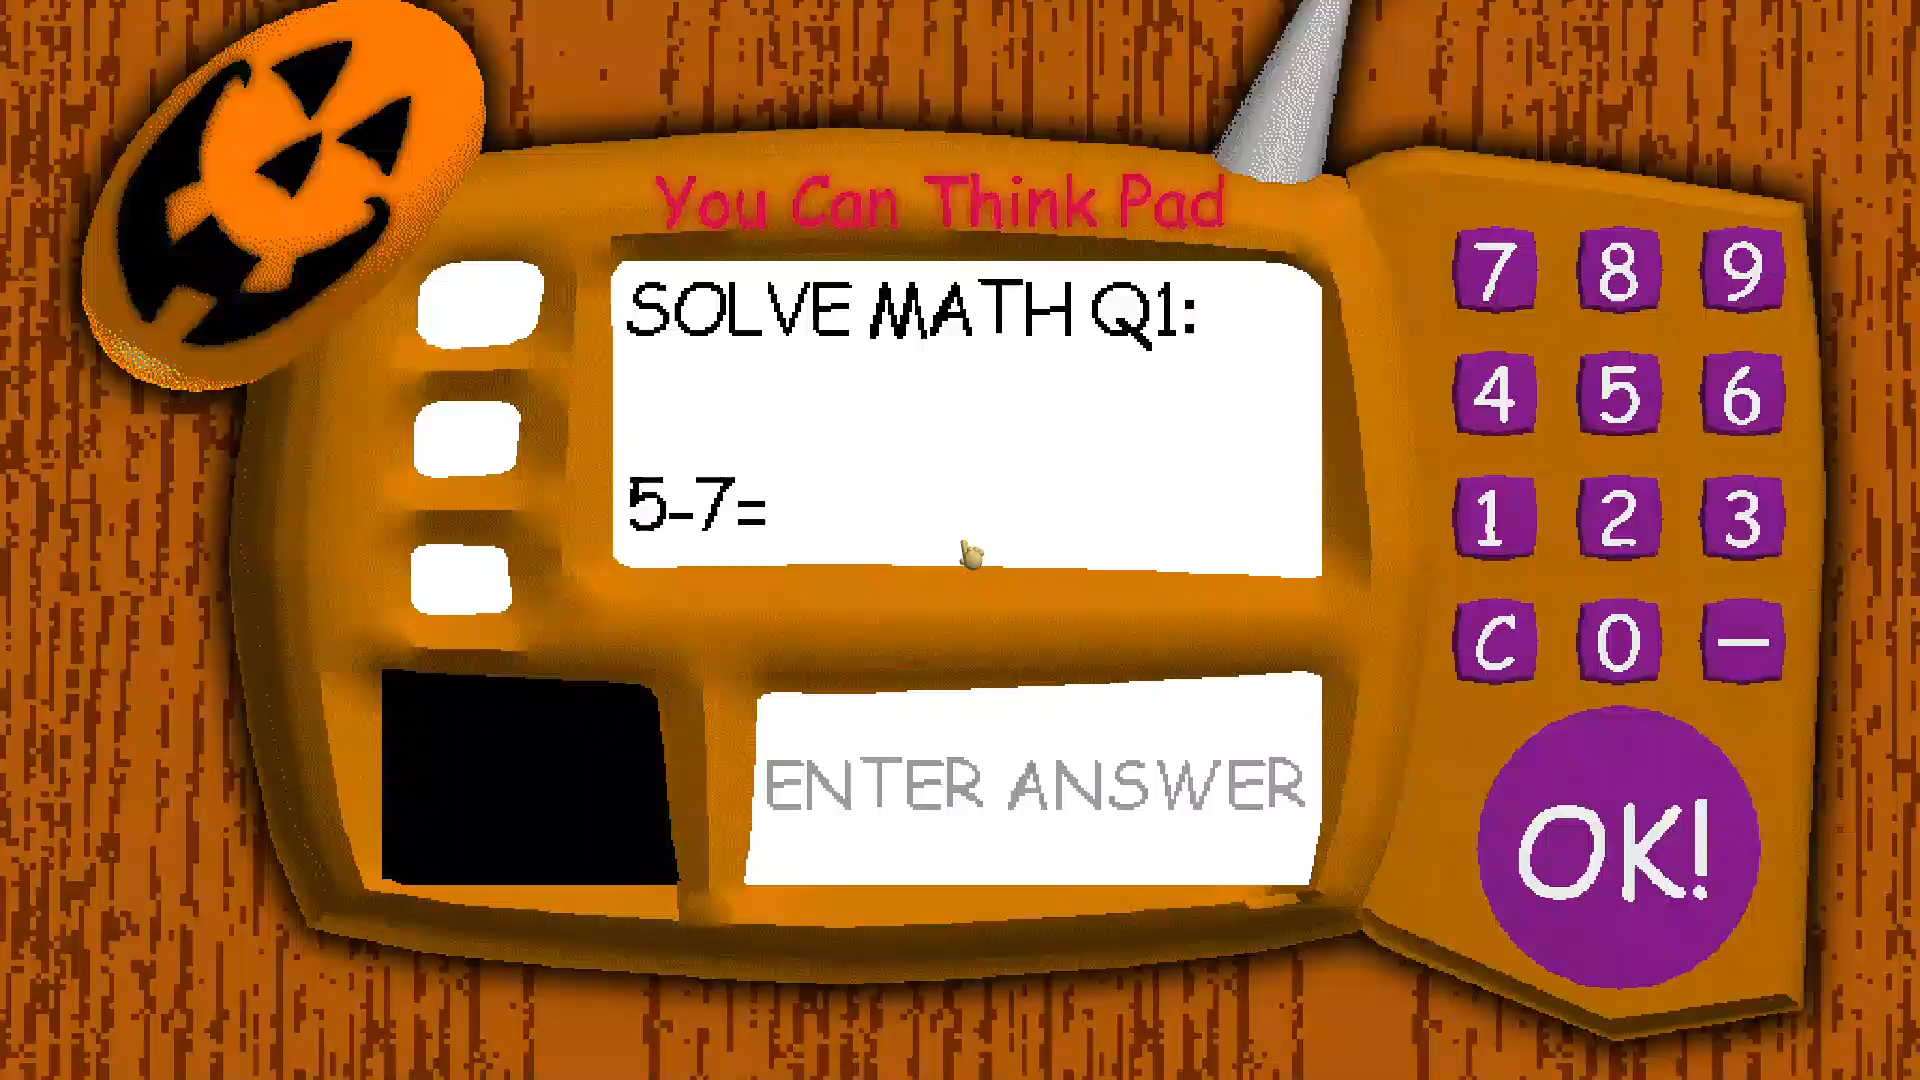 You Can Think Pad
SOLVE MATH Q1:
5-7=
ENTER ANSWER
7 8 9
4 5 6
1 2 3
C 0 —
OK!